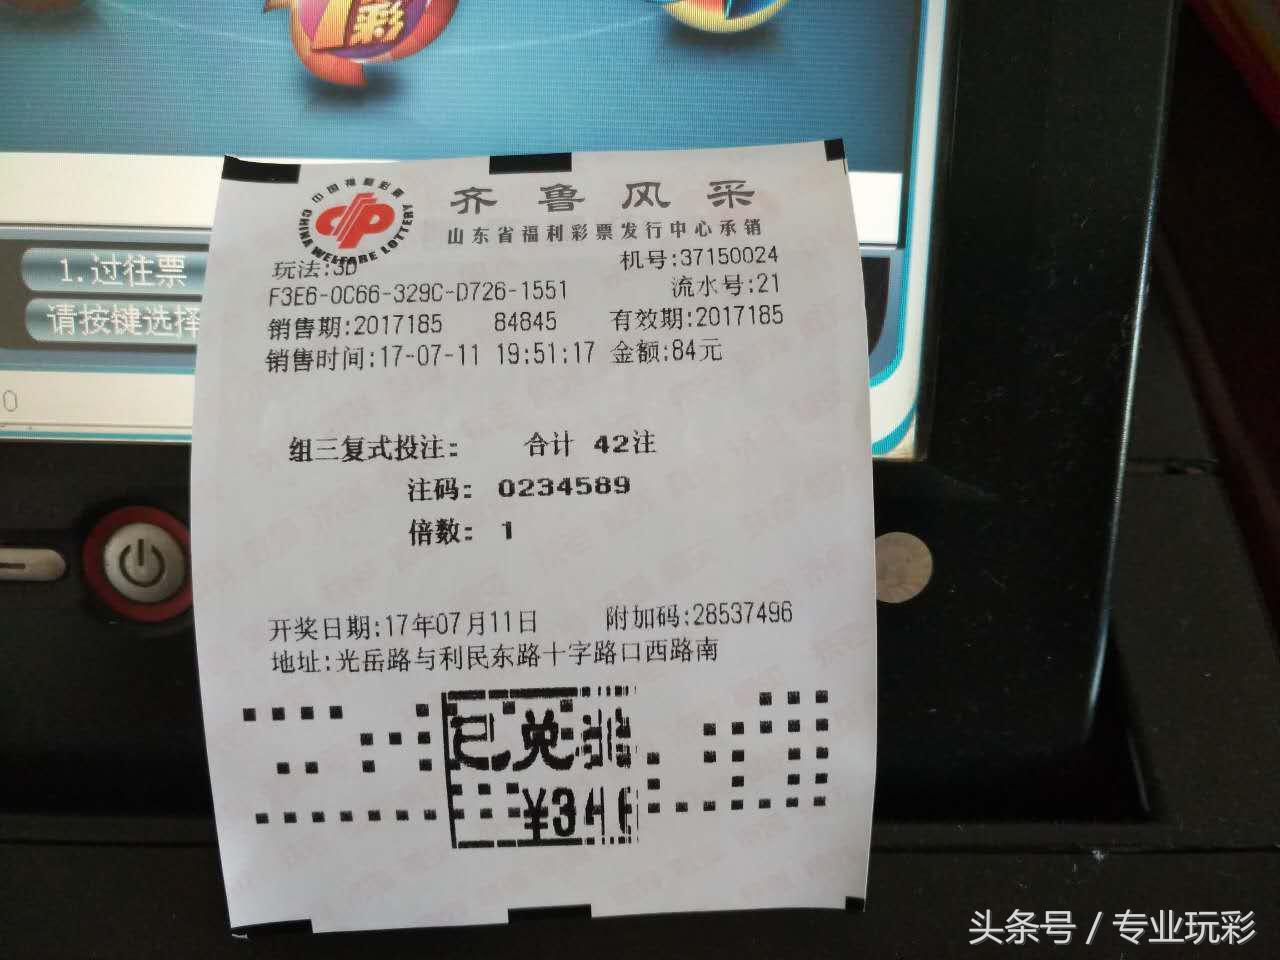 彩
1.过往票
请按键选择
0
中国福利彩票
CHINA WELFARE LOTTERY
齐鲁风采
山东省福利彩票发行中心承销
玩法:3D 机号:37150024
F3E6-0C66-329C-D726-1551 流水号:21
销售期:2017185 84845 有效期:2017185
销售时间:17-07-11 19:51:17 金额:84元
组三复式投注: 合计 42注
注码: 0234589
倍数: 1
开奖日期:17年07月11日 附加码:28537496
地址:光岳路与利民东路十字路口西路南
已兑奖
¥346
头条号 / 专业玩彩